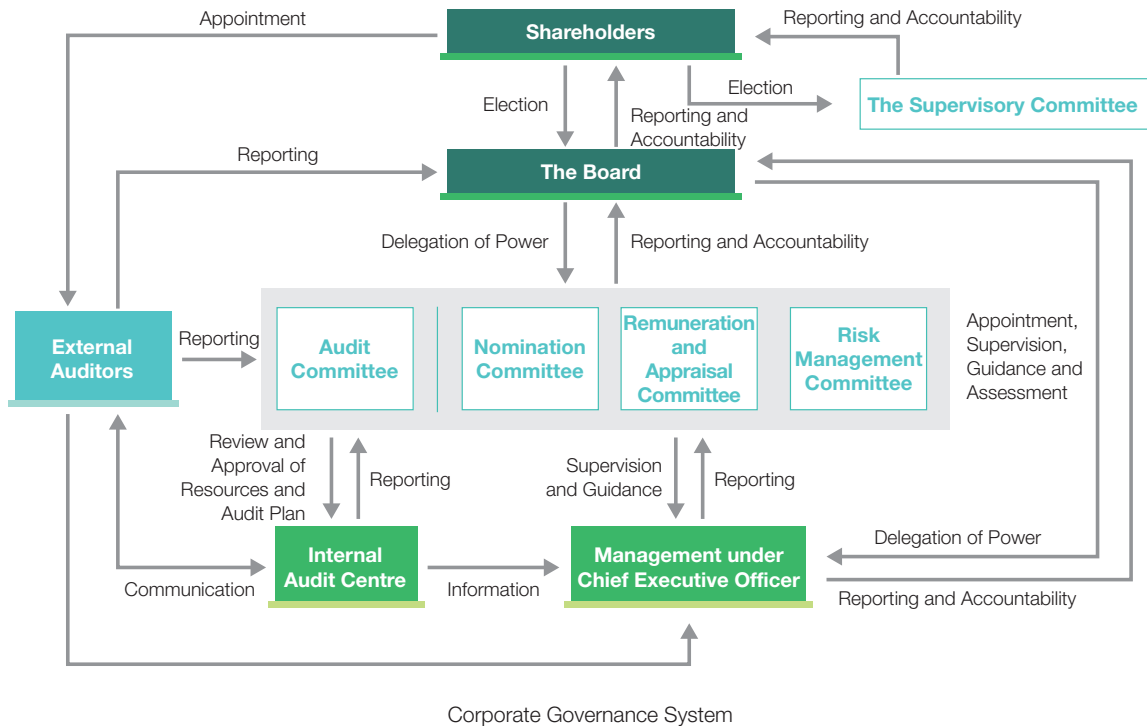 Appointment
Shareholders
Reporting and Accountability
Election
Reporting and
Accountability
Election
The Supervisory Committee
Reporting
The Board
Delegation of Power
Reporting and Accountability
External
Auditors
Reporting
Audit
Committee
Nomination
Committee
Remuneration
and
Appraisal
Committee
Risk
Management
Committee
Appointment,
Supervision,
Guidance and
Assessment
Review and
Approval of
Resources and
Audit Plan
Reporting
Supervision
and Guidance
Reporting
Communication
Internal
Audit Centre
Information
Management under
Chief Executive Officer
Delegation of Power
Reporting and Accountability
Corporate Governance System